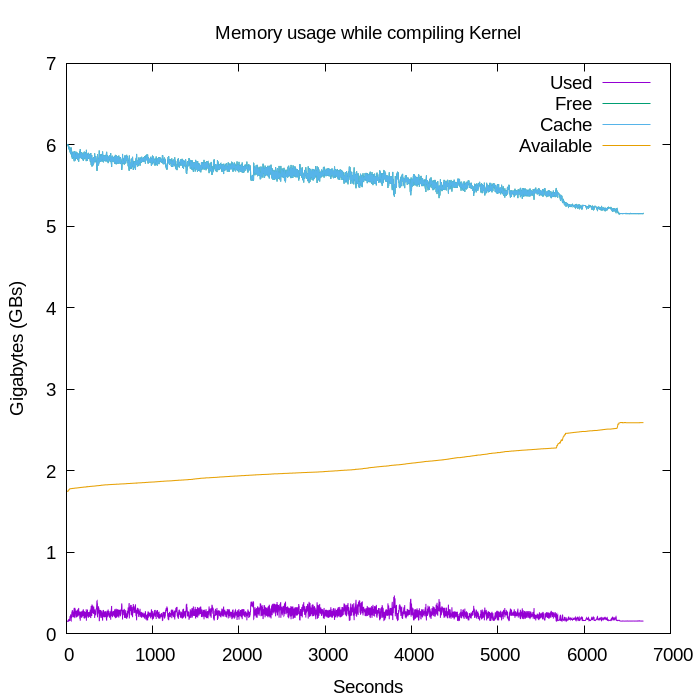 Memory usage while compiling Kernel
7
6
5
4
3
2
1
0
Gigabytes (GBs)
Used
Free
Cache
Available
0 1000 2000 3000 4000 5000 6000 7000
Seconds